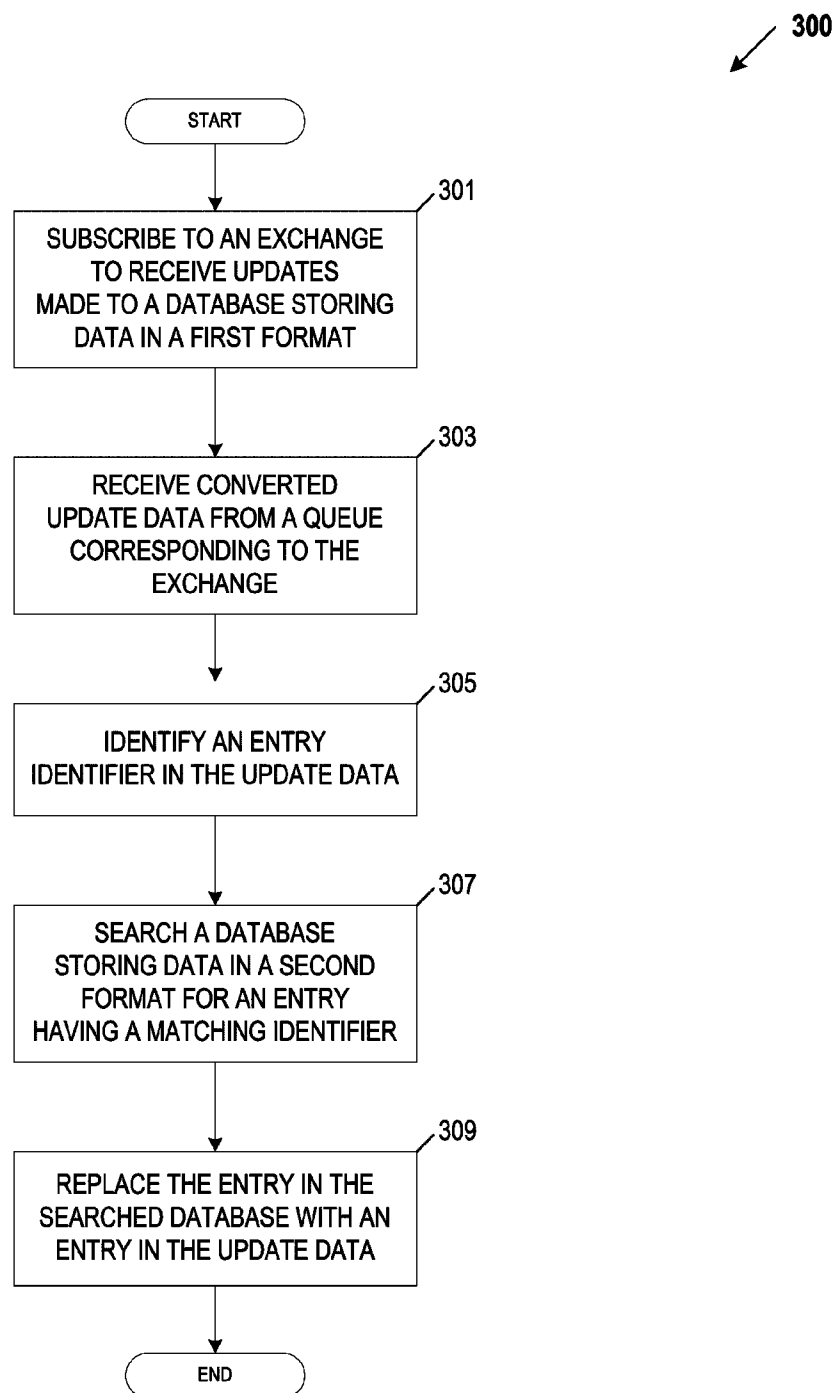 300
START
301
SUBSCRIBE TO AN EXCHANGE
TO RECEIVE UPDATES
MADE TO A DATABASE STORING
DATA IN A FIRST FORMAT
303
RECEIVE CONVERTED
UPDATE DATA FROM A QUEUE
CORRESPONDING TO THE
EXCHANGE
305
IDENTIFY AN ENTRY
IDENTIFIER IN THE UPDATE DATA
307
SEARCH A DATABASE
STORING DATA IN A SECOND
FORMAT FOR AN ENTRY
HAVING A MATCHING IDENTIFIER
309
REPLACE THE ENTRY IN THE
SEARCHED DATABASE WITH AN
ENTRY IN THE UPDATE DATA
END